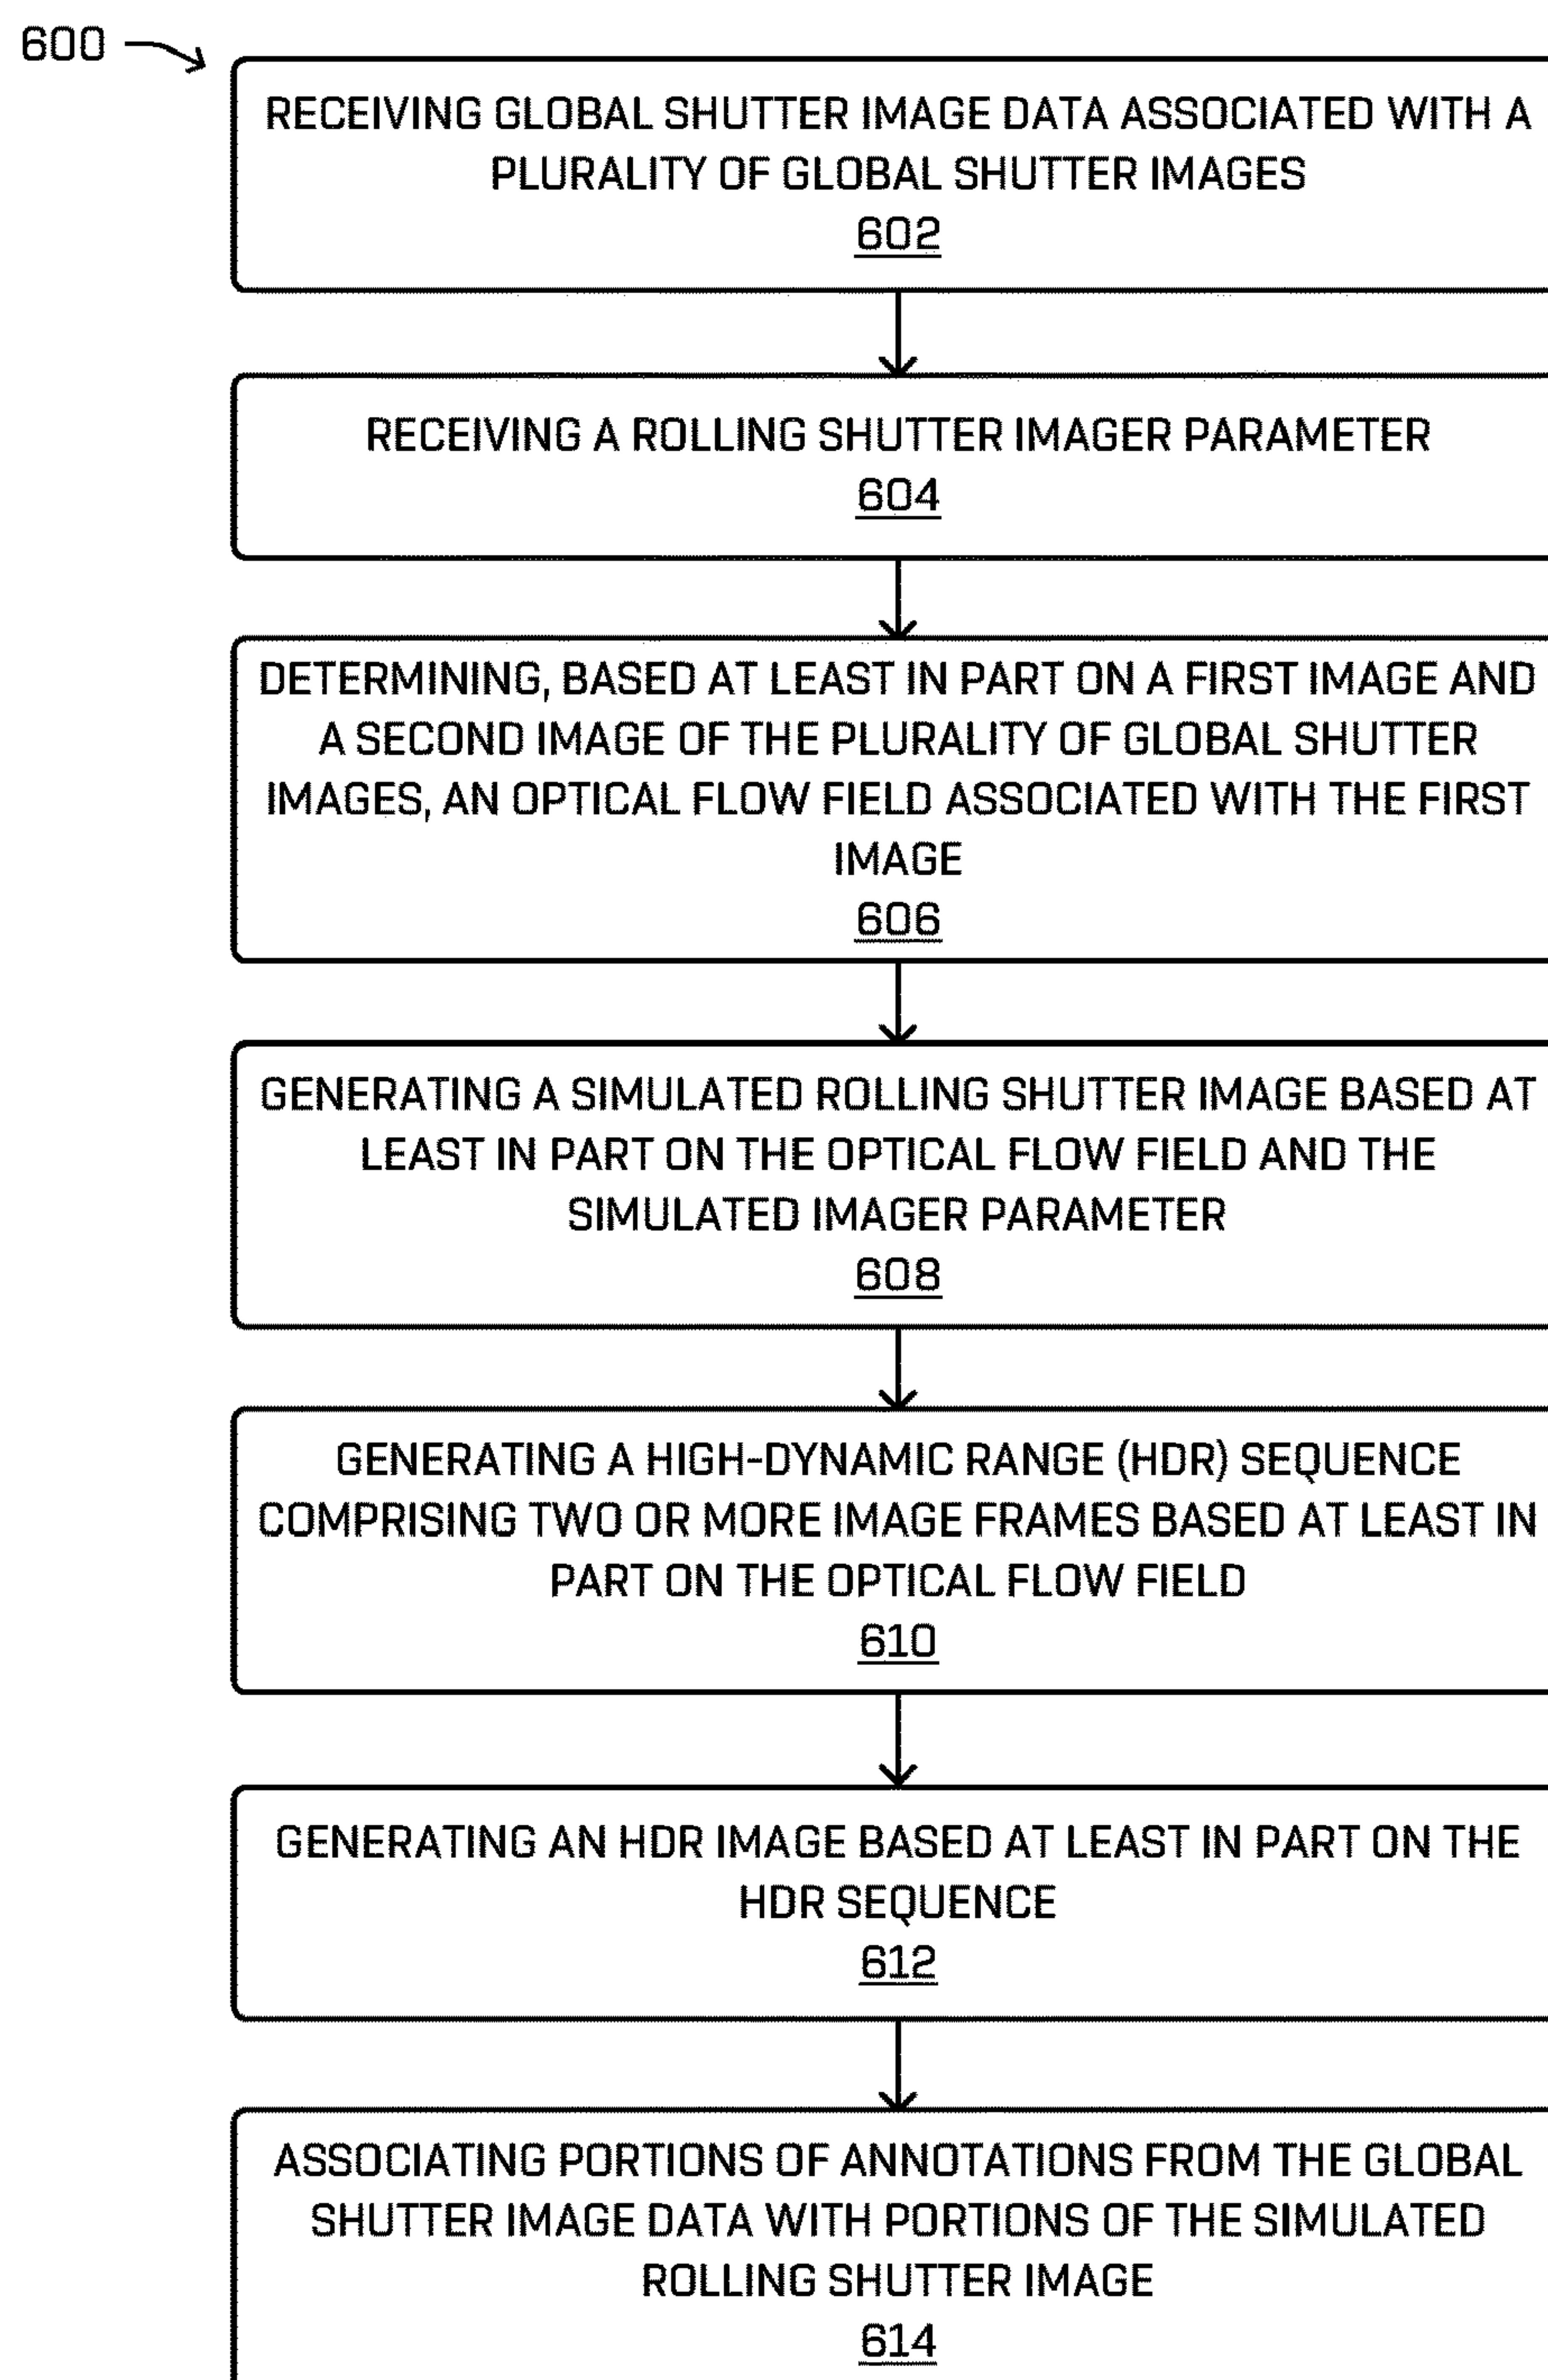 600
RECEIVING GLOBAL SHUTTER IMAGE DATA ASSOCIATED WITH A
PLURALITY OF GLOBAL SHUTTER IMAGES
602
RECEIVING A ROLLING SHUTTER IMAGER PARAMETER
604
DETERMINING, BASED AT LEAST IN PART ON A FIRST IMAGE AND
A SECOND IMAGE OF THE PLURALITY OF GLOBAL SHUTTER
IMAGES, AN OPTICAL FLOW FIELD ASSOCIATED WITH THE FIRST
IMAGE
606
GENERATING A SIMULATED ROLLING SHUTTER IMAGE BASED AT
LEAST IN PART ON THE OPTICAL FLOW FIELD AND THE
SIMULATED IMAGER PARAMETER
608
GENERATING A HIGH-DYNAMIC RANGE (HDR) SEQUENCE
COMPRISING TWO OR MORE IMAGE FRAMES BASED AT LEAST IN
PART ON THE OPTICAL FLOW FIELD
610
GENERATING AN HDR IMAGE BASED AT LEAST IN PART ON THE
HDR SEQUENCE
612
ASSOCIATING PORTIONS OF ANNOTATIONS FROM THE GLOBAL
SHUTTER IMAGE DATA WITH PORTIONS OF THE SIMULATED
ROLLING SHUTTER IMAGE
614